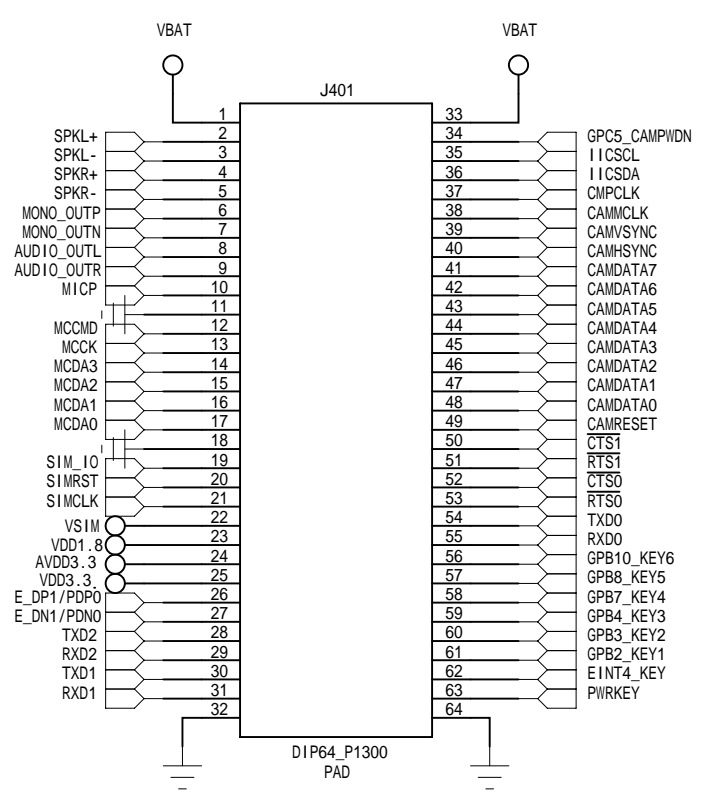 VBAT
VBAT
J401
1
33
SPKL+
2
34
GPC5_CAMPWDN
SPKL-
3
35
IICSCL
SPKR+
4
36
IICSDA
SPKR-
5
37
CMPCLK
MONO_OUTP
6
38
CAMMCLK
MONO_OUTN
7
39
CAMVSYNC
AUDIO_OUTL
8
40
CAMHSYNC
AUDIO_OUTR
9
41
CAMDATA7
MICP
10
42
CAMDATA6
11
43
CAMDATA5
MCCMD
12
44
CAMDATA4
MCCK
13
45
CAMDATA3
MCDA3
14
46
CAMDATA2
MCDA2
15
47
CAMDATA1
MCDA1
16
48
CAMDATA0
MCDA0
17
49
CAMRESET
18
50
CTS1
SIM_IO
19
51
RTS1
SIMRST
20
52
CTS0
SIMCLK
21
53
RTS0
VSIM
22
54
TXD0
VDD1.8
23
55
RXD0
AVDD3.3
24
56
GPB10_KEY6
VDD3.3.
25
57
GPB8_KEY5
E_DP1/PDP0
26
58
GPB7_KEY4
E_DN1/PDN0
27
59
GPB4_KEY3
TXD2
28
60
GPB3_KEY2
RXD2
29
61
GPB2_KEY1
TXD1
30
62
EINT4_KEY
RXD1
31
63
PWRKEY
32
64
DIP64_P1300
PAD